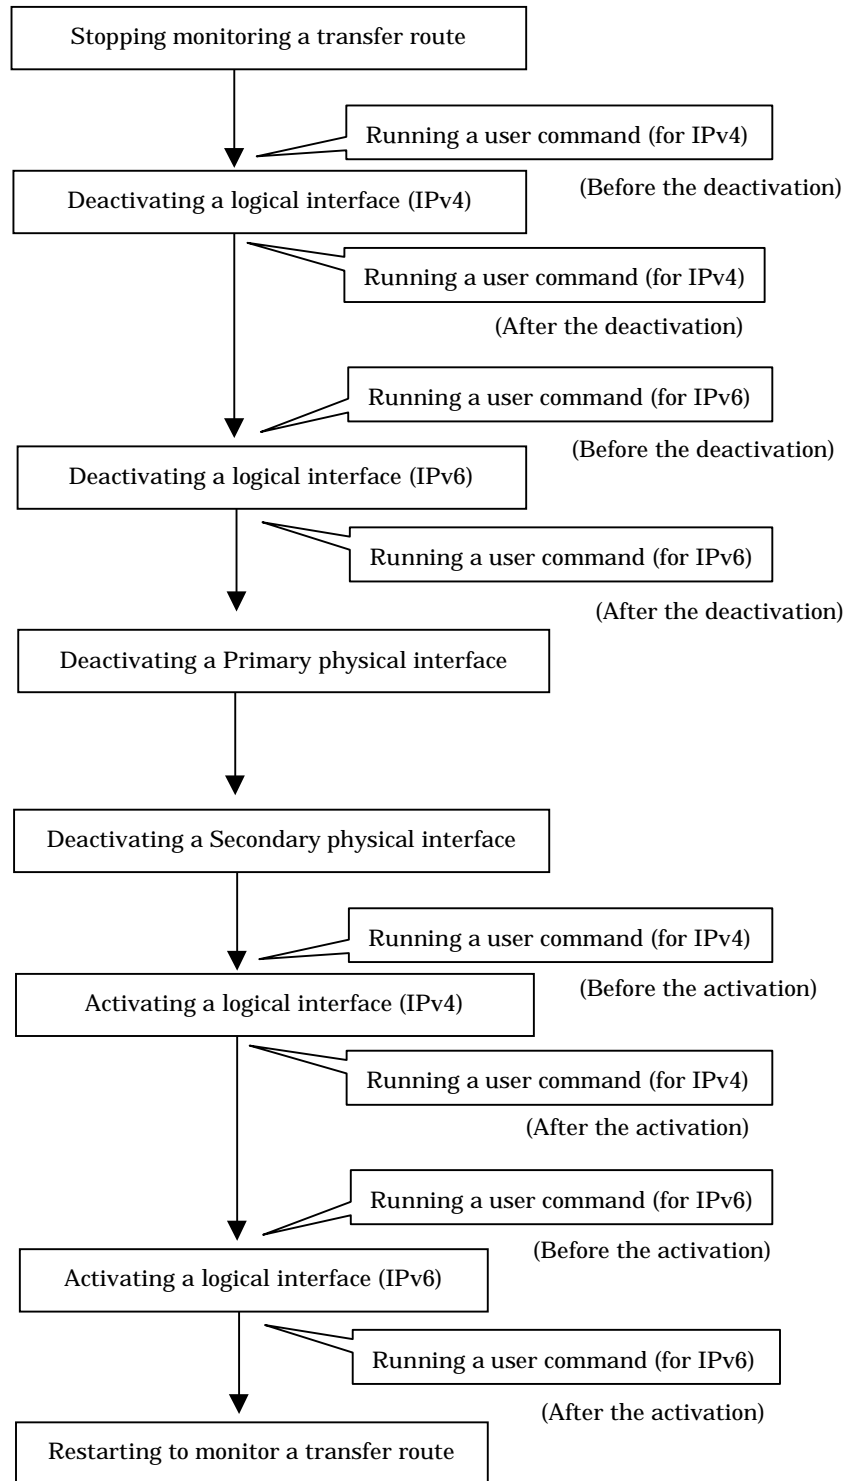 Stopping monitoring a transfer route
Running a user command (for IPv4)
(Before the deactivation)
Deactivating a logical interface (IPv4)
Running a user command (for IPv4)
(After the deactivation)
Running a user command (for IPv6)
(Before the deactivation)
Deactivating a logical interface (IPv6)
Running a user command (for IPv6)
(After the deactivation)
Deactivating a Primary physical interface
Deactivating a Secondary physical interface
Running a user command (for IPv4)
(Before the activation)
Activating a logical interface (IPv4)
Running a user command (for IPv4)
(After the activation)
Running a user command (for IPv6)
(Before the activation)
Activating a logical interface (IPv6)
Running a user command (for IPv6)
(After the activation)
Restarting to monitor a transfer route